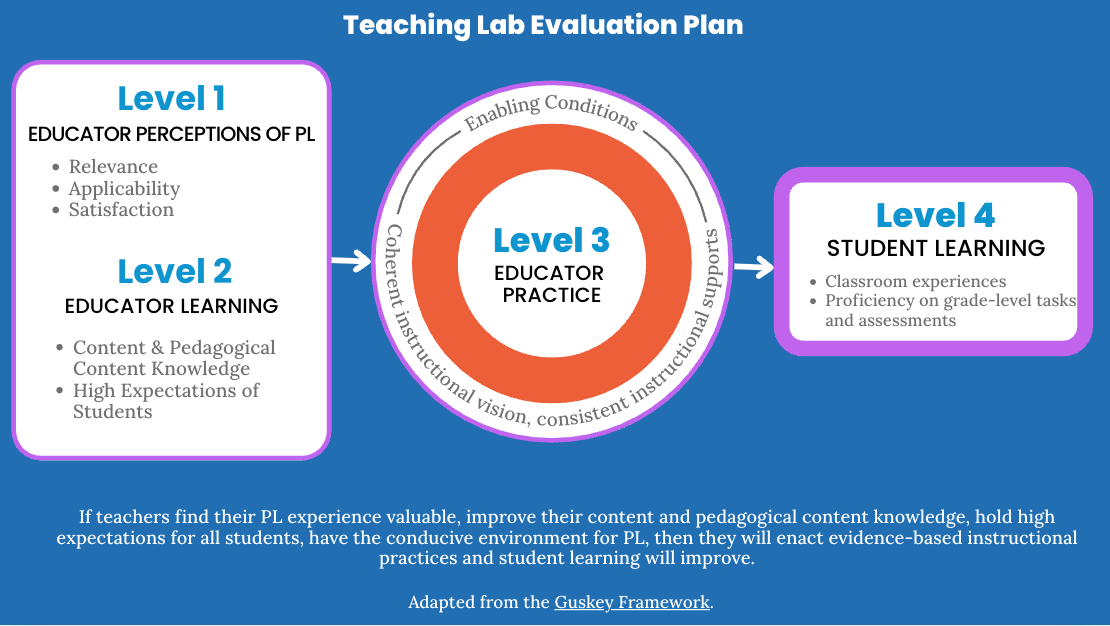 Teaching Lab Evaluation Plan
Level 1
EDUCATOR PERCEPTIONS OF PL
• Relevance
• Applicability
• Satisfaction
Level 2
EDUCATOR LEARNING
• Content & Pedagogical
Content Knowledge
• High Expectations of
Students
Enabling Conditions
Coherent instructional vision, consistent instructional supports
Level 3
EDUCATOR
PRACTICE
Level 4
STUDENT LEARNING
• Classroom experiences
• Proficiency on grade-level tasks
and assessments
If teachers find their PL experience valuable, improve their content and pedagogical content knowledge, hold high
expectations for all students, have the conducive environment for PL, then they will enact evidence-based instructional
practices and student learning will improve.
Adapted from the Guskey Framework.